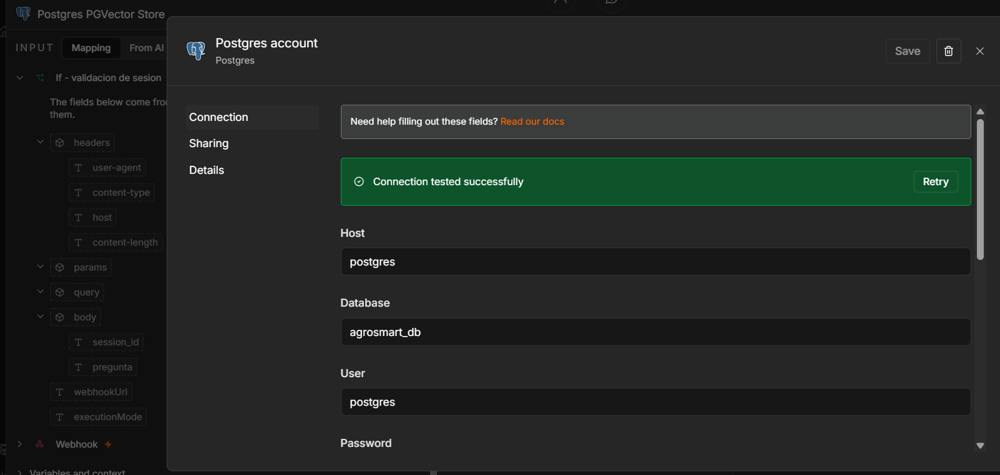 Postgres PGVector Store
INPUT
Mapping
From AI
If - validacion de sesion
The fields below come from
them.
headers
T user-agent
T content-type
T host
T content-length
params
query
body
T session_id
T pregunta
T webhookUrl
T executionMode
Webhook
Variables and context
Postgres account
Postgres
Save
Connection
Sharing
Details
Need help filling out these fields? Read our docs
Connection tested successfully
Retry
Host
postgres
Database
agrosmart_db
User
postgres
Password